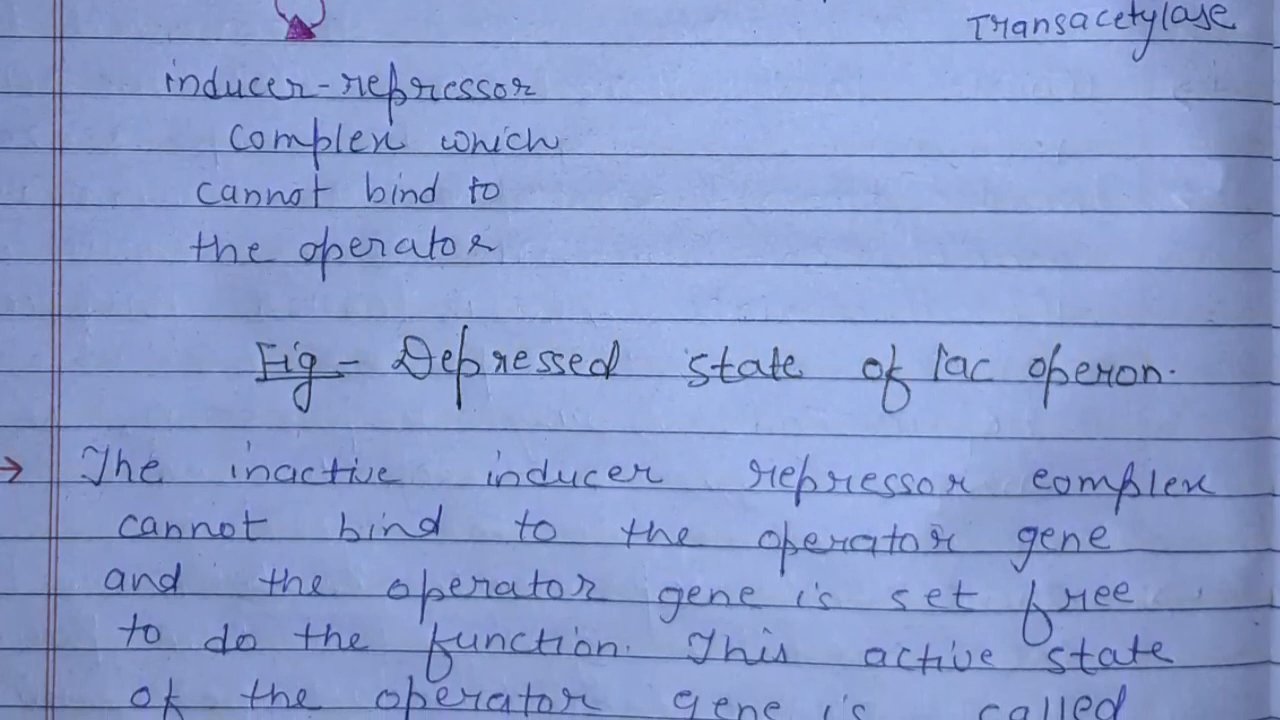 Transacetylase
inducer-repressor
complex which
cannot bind to
the operator
Fig - Depressed state of lac operon.
→ The inactive inducer repressor complex
cannot bind to the operator gene
and the operator gene is set free
to do the function. This active state
of the operator gene is called